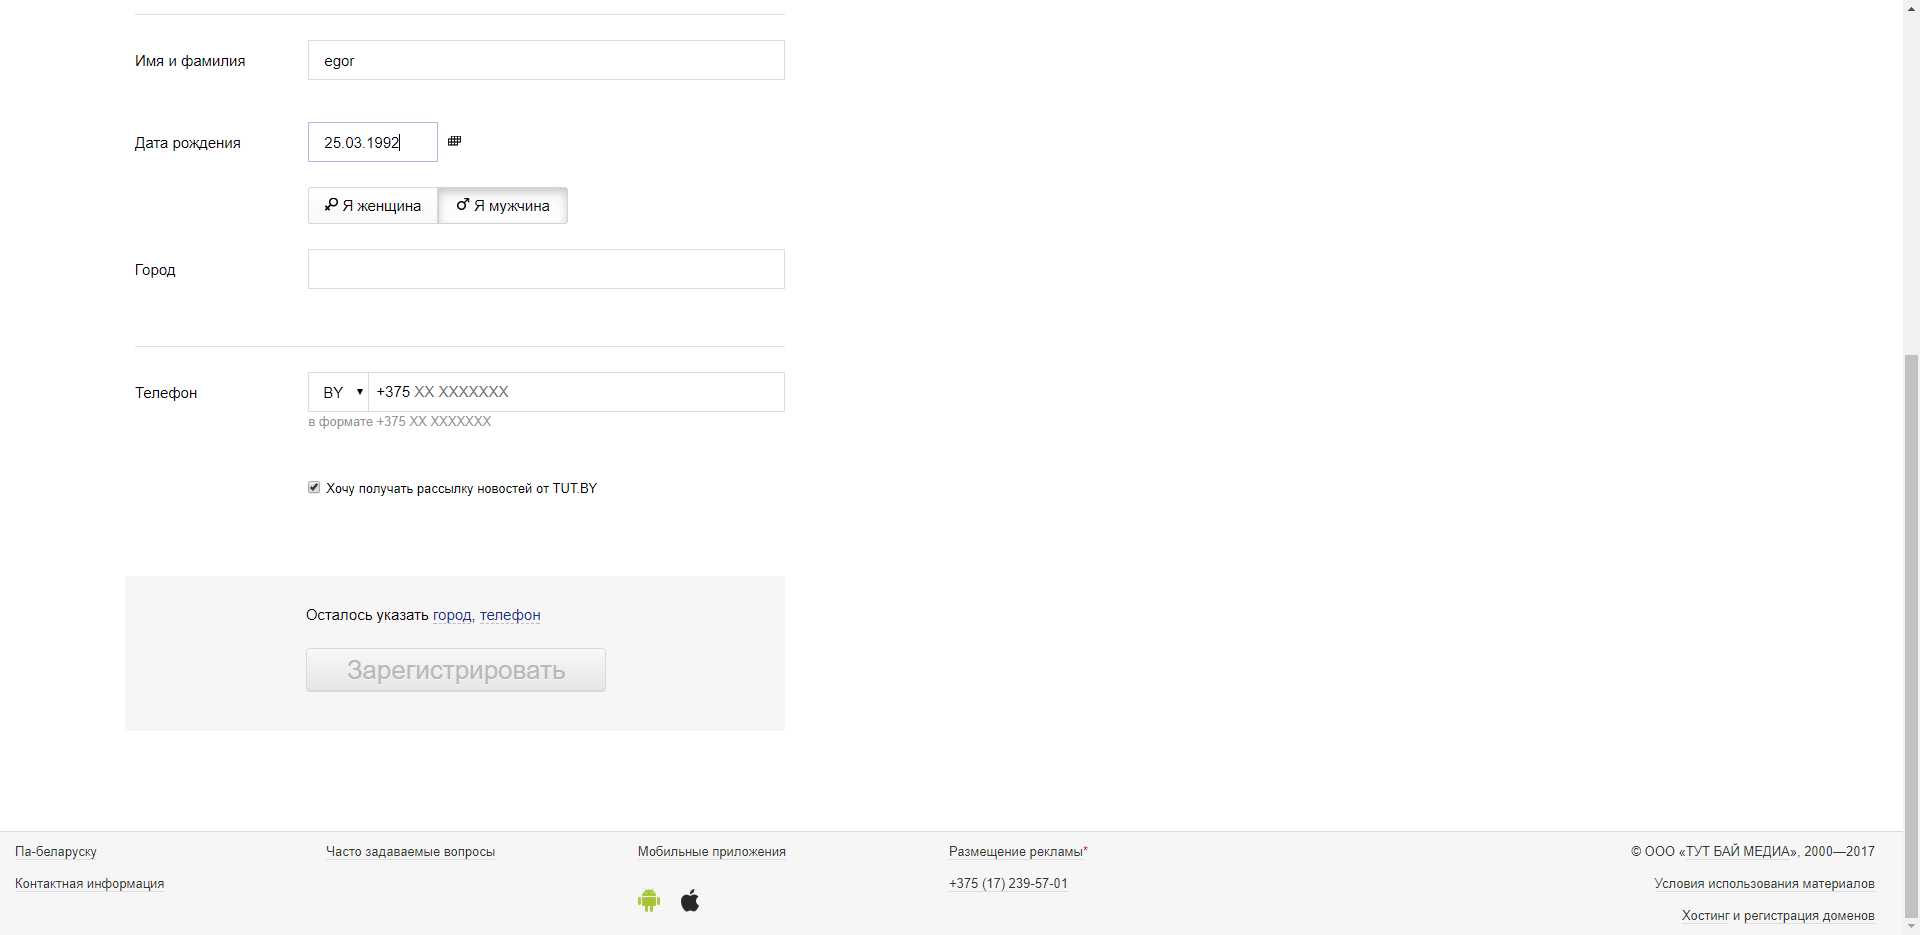 Имя и фамилия
egor
Дата рождения
25.03.1992
Я женщина
Я мужчина
Город
Телефон
BY
+375 XX XXXXXXX
в формате +375 XX XXXXXXX
Хочу получать рассылку новостей от TUT.BY
Осталось указать город, телефон
Зарегистрировать
Па-беларуску
Часто задаваемые вопросы
Мобильные приложения
Размещение рекламы*
© ООО «ТУТ БАЙ МЕДИА», 2000—2017
Контактная информация
+375 (17) 239-57-01
Условия использования материалов
Хостинг и регистрация доменов